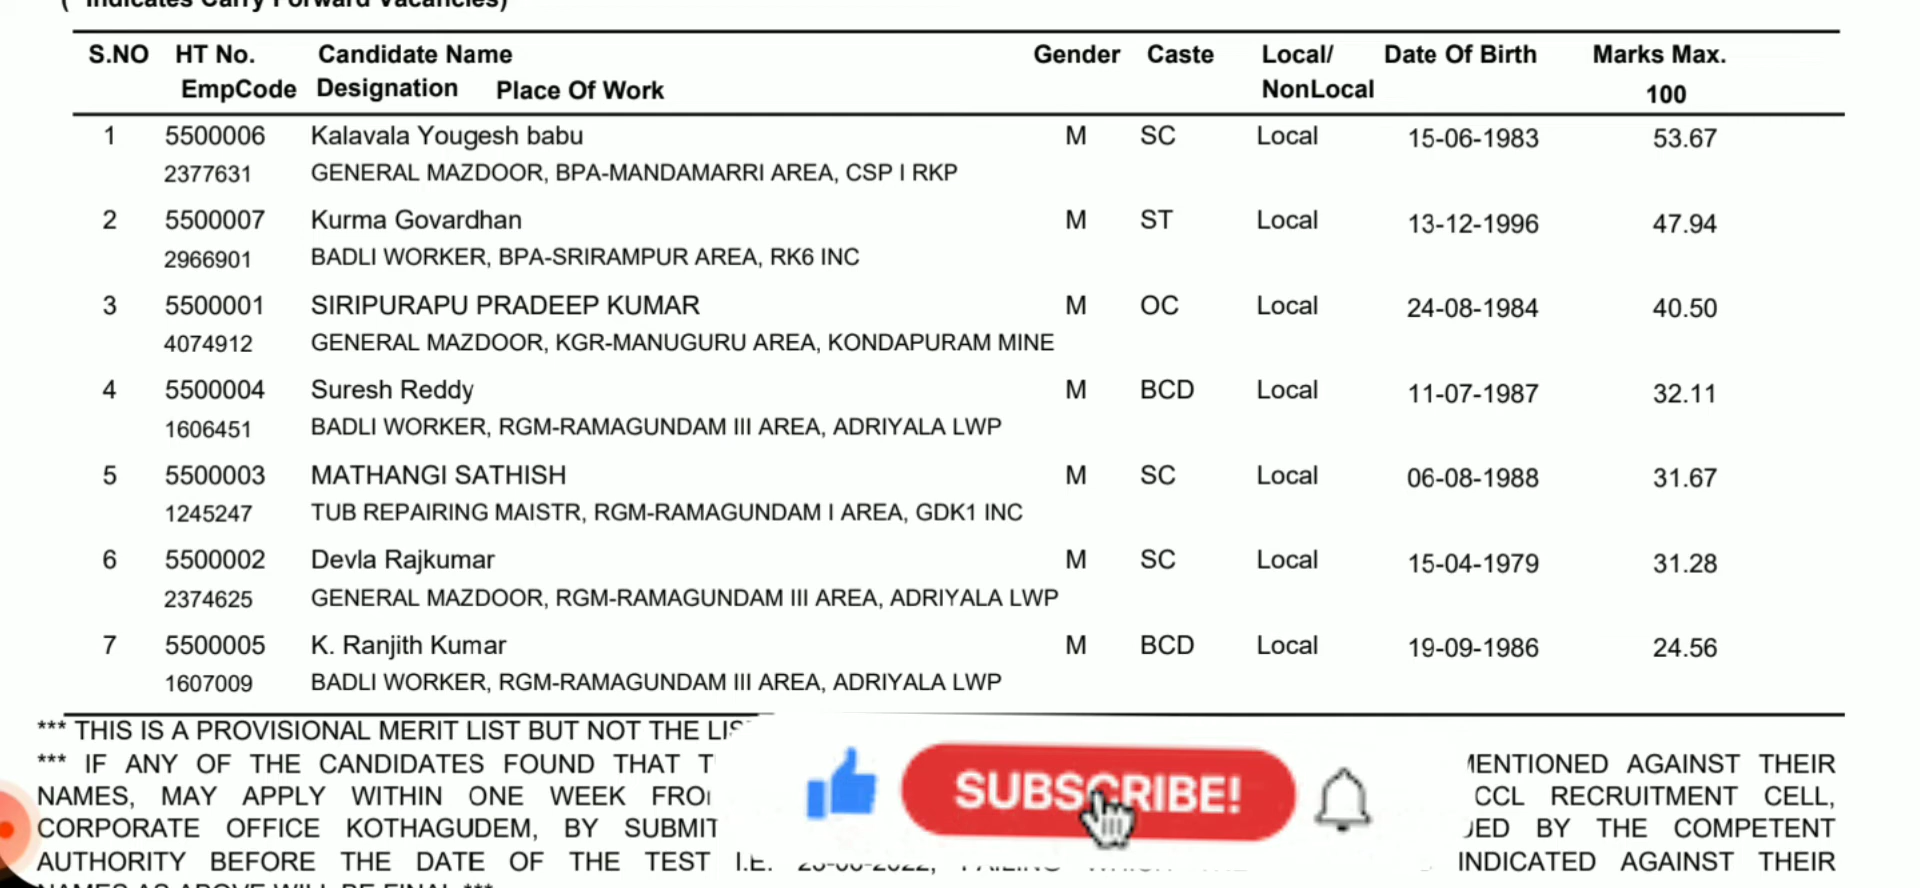 Indicates Carry Forward Vacancies)
S.NO HT No. Candidate Name Gender Caste Local/ Date Of Birth Marks Max.
EmpCode Designation Place Of Work NonLocal 100
1 5500006 Kalavala Yougesh babu M SC Local 15-06-1983 53.67
2377631 GENERAL MAZDOOR, BPA-MANDAMARRI AREA, CSP I RKP
2 5500007 Kurma Govardhan M ST Local 13-12-1996 47.94
2966901 BADLI WORKER, BPA-SRIRAMPUR AREA, RK6 INC
3 5500001 SIRIPURAPU PRADEEP KUMAR M OC Local 24-08-1984 40.50
4074912 GENERAL MAZDOOR, KGR-MANUGURU AREA, KONDAPURAM MINE
4 5500004 Suresh Reddy M BCD Local 11-07-1987 32.11
1606451 BADLI WORKER, RGM-RAMAGUNDAM III AREA, ADRIYALA LWP
5 5500003 MATHANGI SATHISH M SC Local 06-08-1988 31.67
1245247 TUB REPAIRING MAISTR, RGM-RAMAGUNDAM I AREA, GDK1 INC
6 5500002 Devla Rajkumar M SC Local 15-04-1979 31.28
2374625 GENERAL MAZDOOR, RGM-RAMAGUNDAM III AREA, ADRIYALA LWP
7 5500005 K. Ranjith Kumar M BCD Local 19-09-1986 24.56
1607009 BADLI WORKER, RGM-RAMAGUNDAM III AREA, ADRIYALA LWP
*** THIS IS A PROVISIONAL MERIT LIST BUT NOT THE
*** IF ANY OF THE CANDIDATES FOUND THAT AGAINST THEIR
NAMES, MAY APPLY WITHIN ONE WEEK RECRUITMENT CELL,
SUBSCRIBE!
CORPORATE OFFICE KOTHAGUDEM, BY BY THE COMPETENT
AUTHORITY BEFORE THE DATE OF THE TEST I.E. INDICATED AGAINST THEIR
NAMES AS ABOVE WILL BE FINAL ***